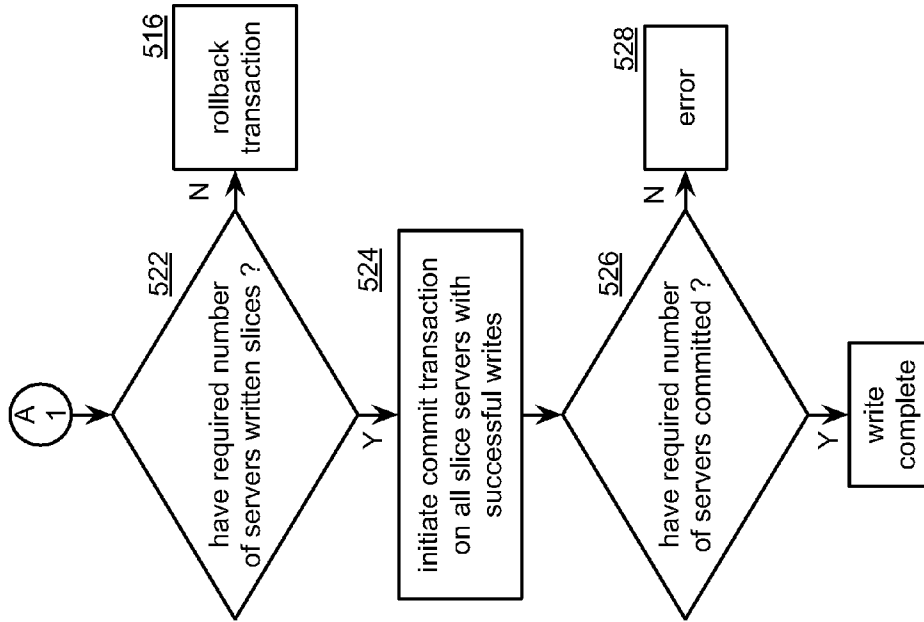 A
1
522
have required number
of servers written slices ?
N
516
rollback
transaction
Y
524
initiate commit transaction
on all slice servers with
successful writes
526
have required number
of servers committed ?
N
528
error
Y
write
complete